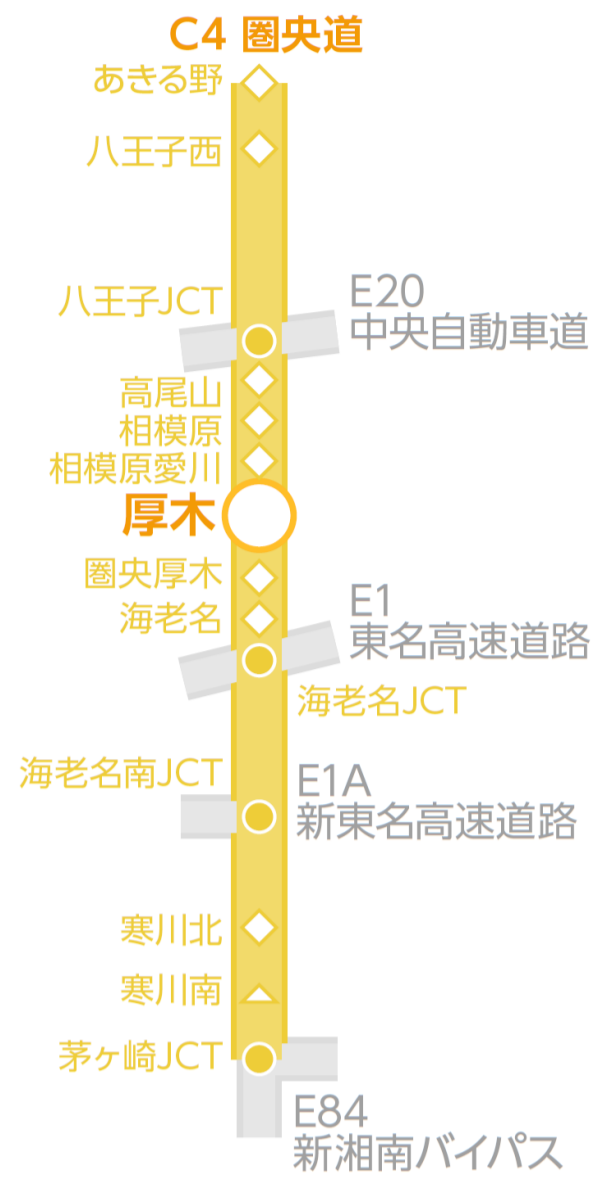 C4 圏央道
あきる野
八王子西
八王子JCT
E20
中央自動車道
高尾山
相模原
相模原愛川
厚木
圏央厚木
海老名
E1
東名高速道路
海老名JCT
海老名南JCT
E1A
新東名高速道路
寒川北
寒川南
茅ヶ崎JCT
E84
新湘南バイパス